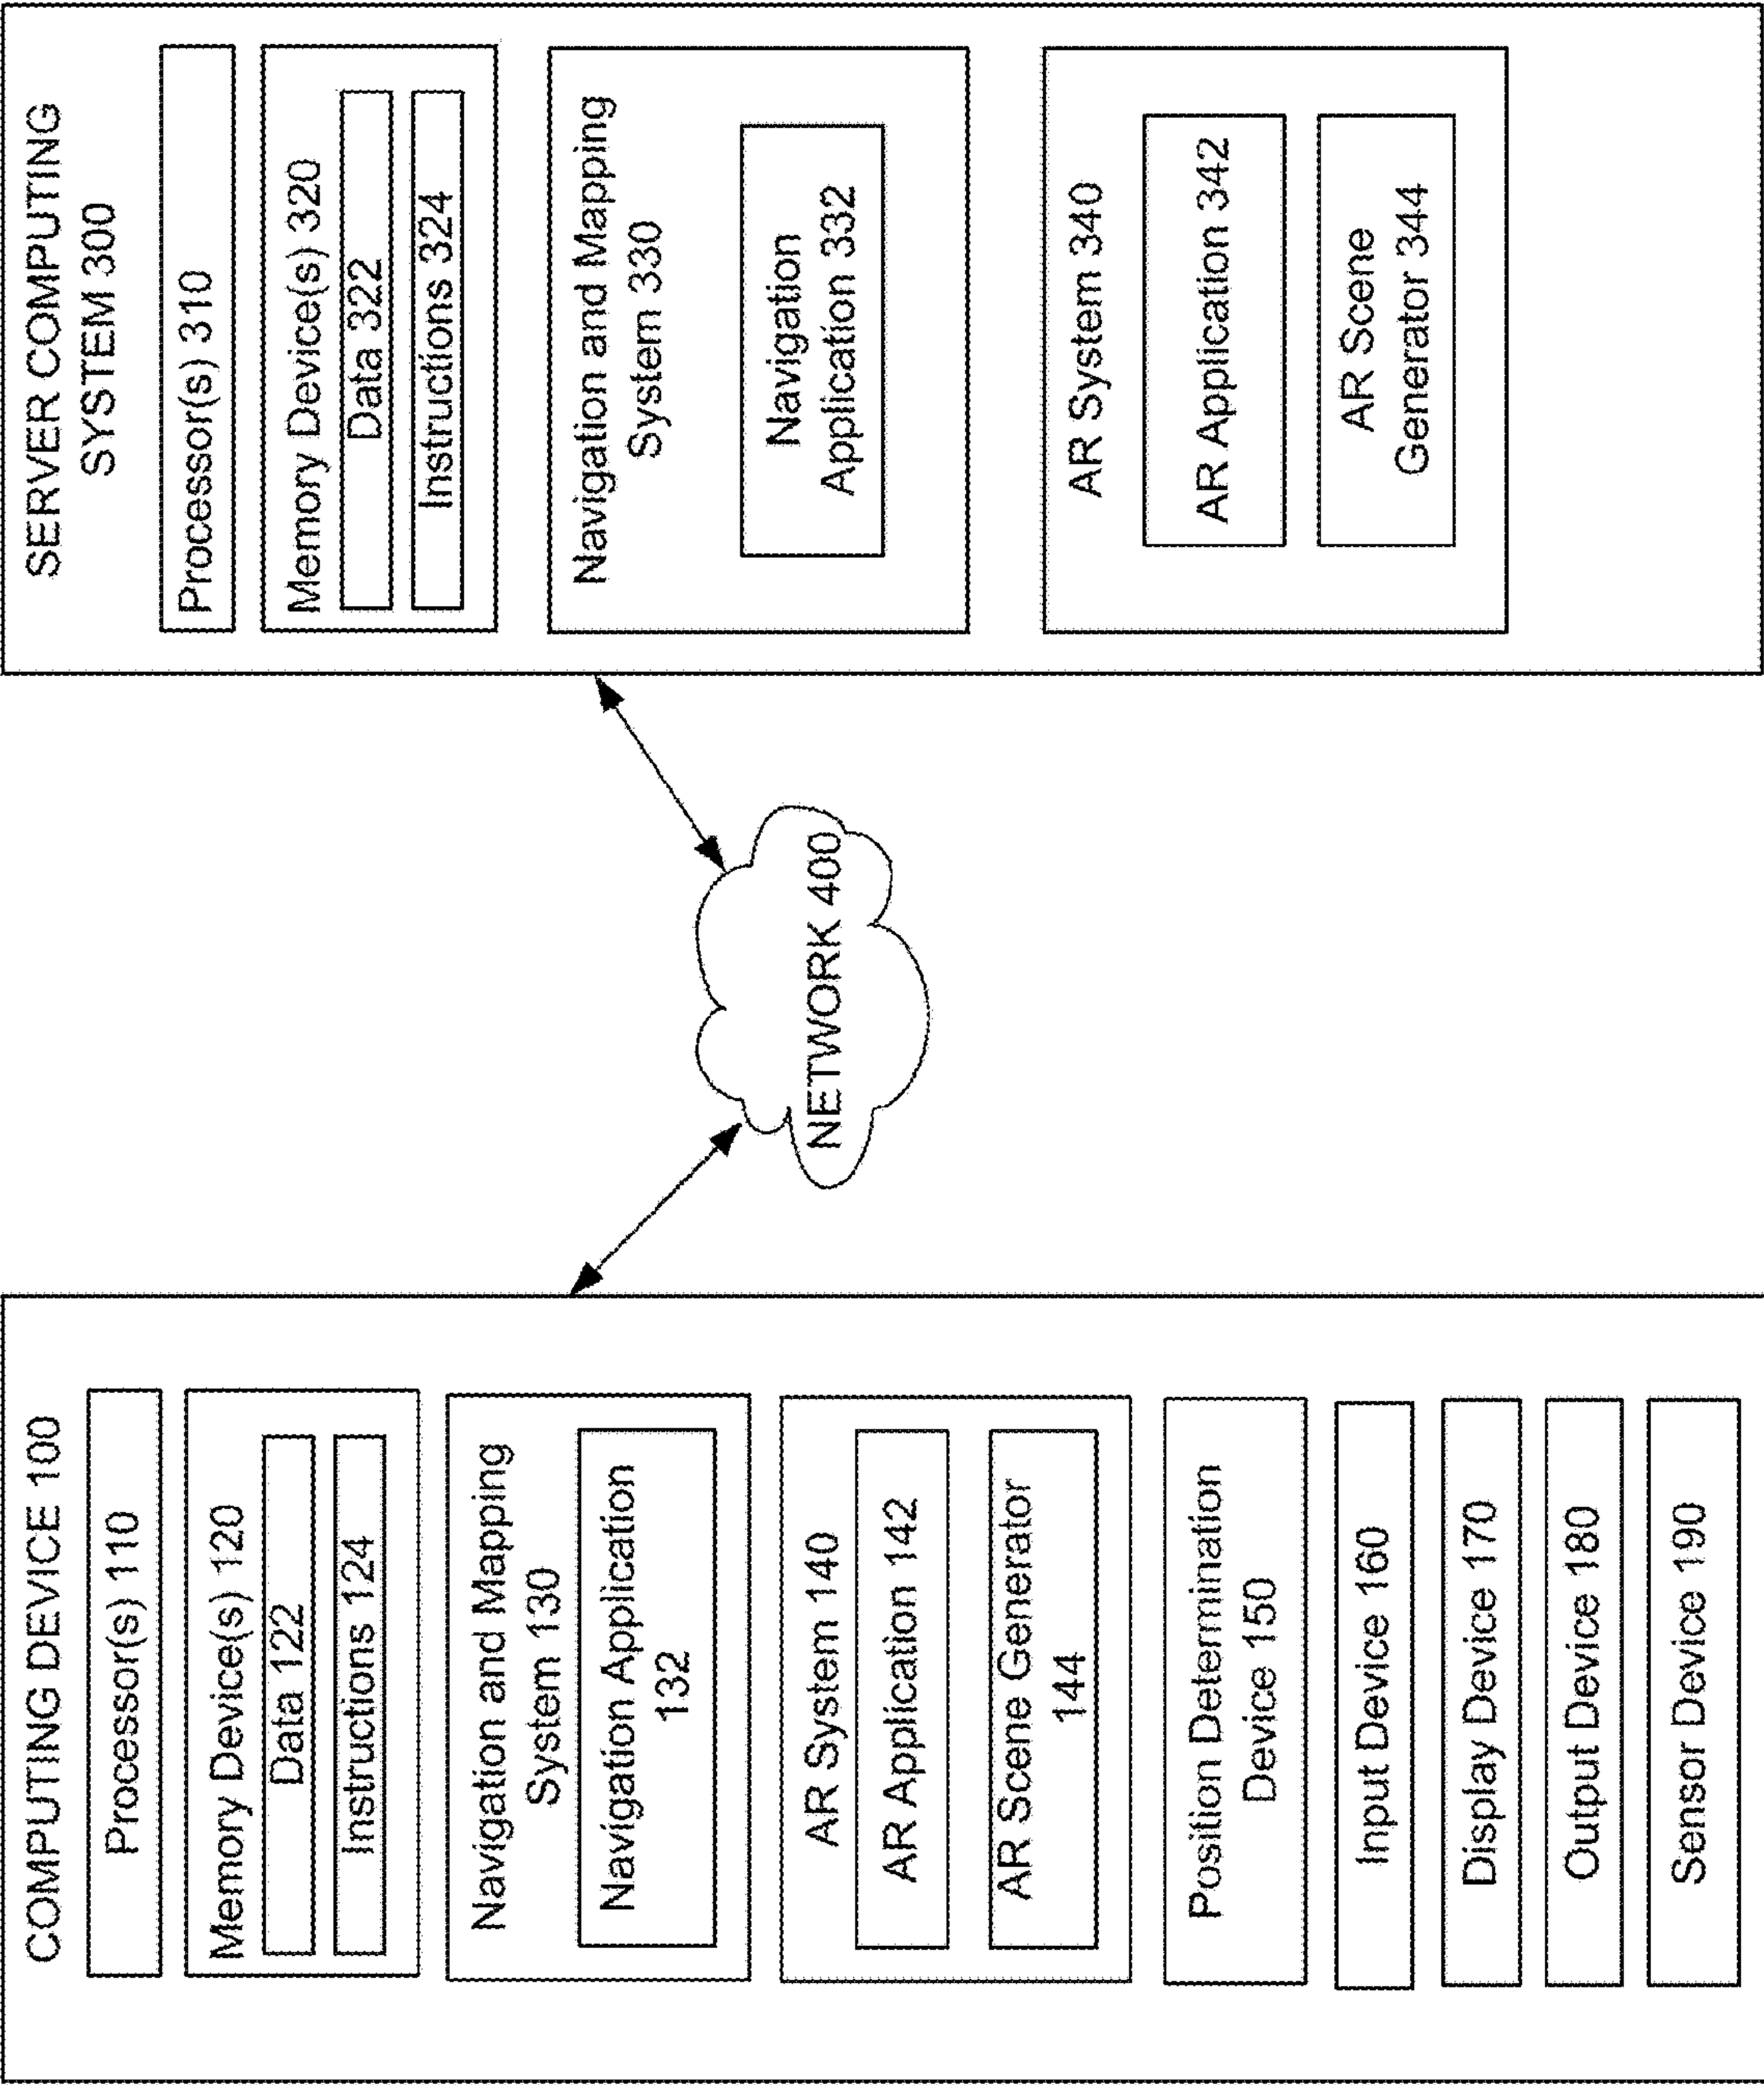 COMPUTING DEVICE 100
Processor(s) 110
Memory Device(s) 120
Data 122
Instructions 124
Navigation and Mapping
System 130
Navigation Application
132
AR System 140
AR Application 142
AR Scene Generator
144
Position Determination
Device 150
Input Device 160
Display Device 170
Output Device 180
Sensor Device 190
NETWORK 400
SERVER COMPUTING
SYSTEM 300
Processor(s) 310
Memory Device(s) 320
Data 322
Instructions 324
Navigation and Mapping
System 330
Navigation
Application 332
AR System 340
AR Application 342
AR Scene
Generator 344